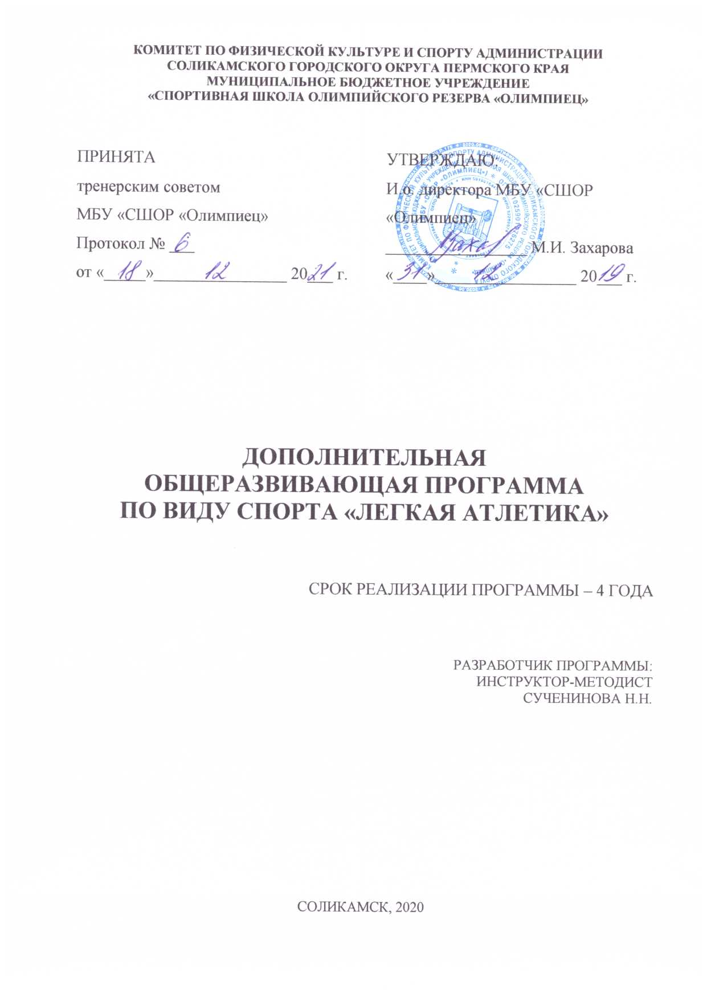 КОМИТЕТ ПО ФИЗИЧЕСКОЙ КУЛЬТУРЕ И СПОРТУ АДМИНИСТРАЦИИ
СОЛИКАМСКОГО ГОРОДСКОГО ОКРУГА ПЕРМСКОГО КРАЯ
МУНИЦИПАЛЬНОЕ БЮДЖЕТНОЕ УЧРЕЖДЕНИЕ
«СПОРТИВНАЯ ШКОЛА ОЛИМПИЙСКОГО РЕЗЕРВА «ОЛИМПИЕЦ»
ПРИНЯТА
тренерским советом
МБУ «СШОР «Олимпиец»
Протокол № 6
от «18» 12 2021 г.
УТВЕРЖДАЮ:
И.о. директора МБУ «СШОР
«Олимпиец»
М.И. Захарова
«31» 12 2019 г.
ДОПОЛНИТЕЛЬНАЯ
ОБЩЕРАЗВИВАЮЩАЯ ПРОГРАММА
ПО ВИДУ СПОРТА «ЛЕГКАЯ АТЛЕТИКА»
СРОК РЕАЛИЗАЦИИ ПРОГРАММЫ – 4 ГОДА
РАЗРАБОТЧИК ПРОГРАММЫ:
ИНСТРУКТОР-МЕТОДИСТ
СУЧЕНИНОВА Н.Н.
СОЛИКАМСК, 2020